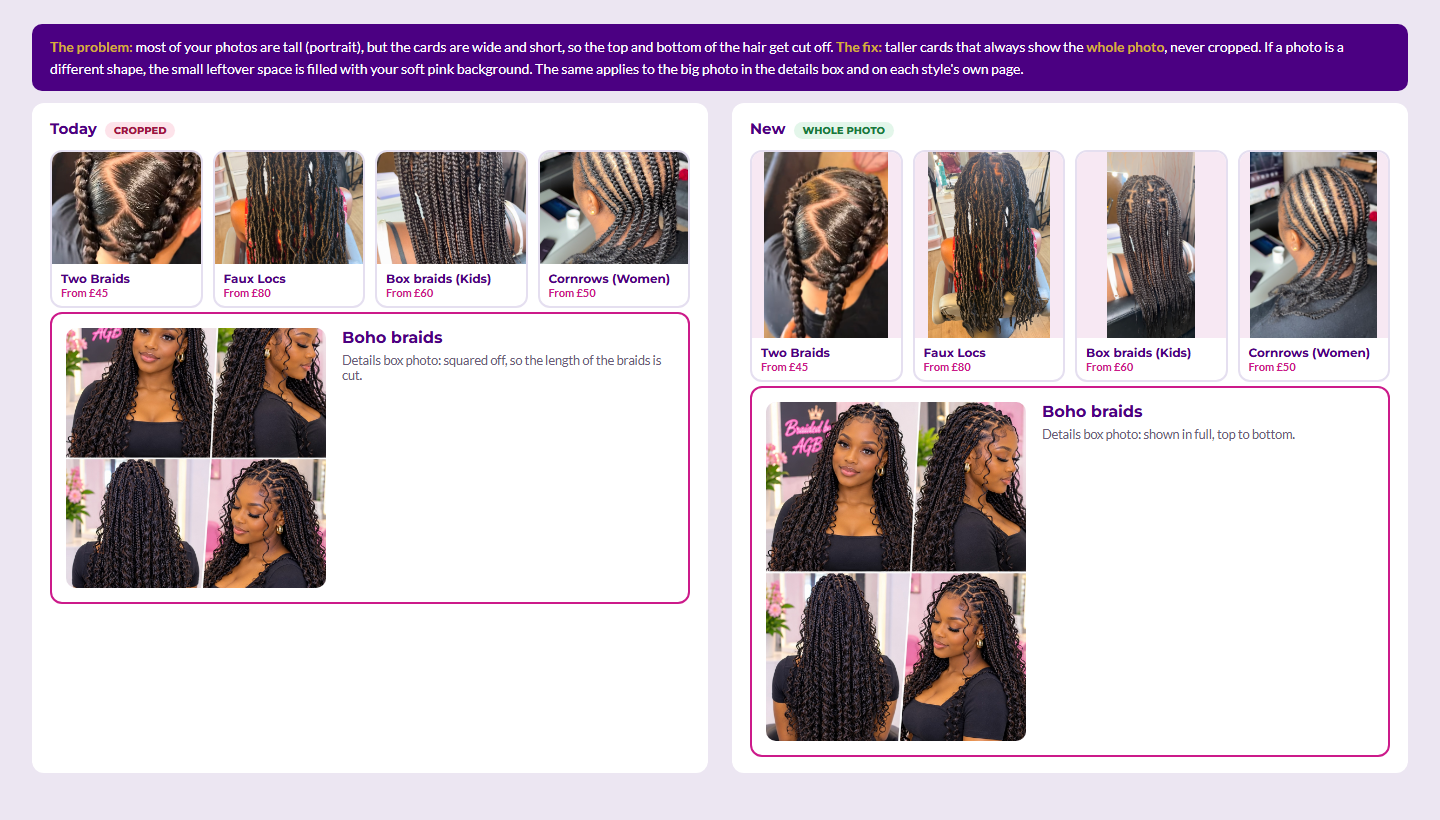 The problem: most of your photos are tall (portrait), but the cards are wide and short, so the top and bottom of the hair get cut off. The fix: taller cards that always show the whole photo, never cropped. If a photo is a
different shape, the small leftover space is filled with your soft pink background. The same applies to the big photo in the details box and on each style's own page.
Today CROPPED
Two Braids
From £45
Faux Locs
From £80
Box braids (Kids)
From £60
Cornrows (Women)
From £50
AGB
Boho braids
Details box photo: squared off, so the length of the braids is
cut.
New WHOLE PHOTO
Two Braids
From £45
Faux Locs
From £80
Box braids (Kids)
From £60
Cornrows (Women)
From £50
Braided b
AGB
Boho braids
Details box photo: shown in full, top to bottom.